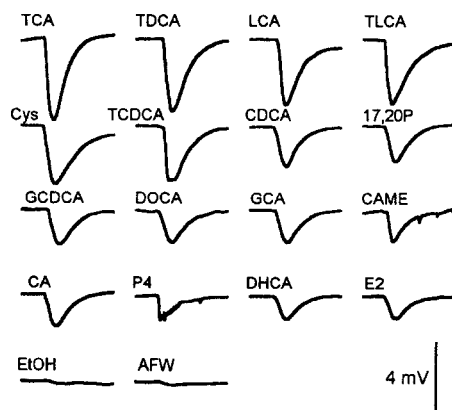 TCA TDCA LCA TLCA
Cys TCDCA CDCA 17,20P
GCDCA DOCA GCA CAME
CA P4 DHCA E2
EtOH AFW
4 mV